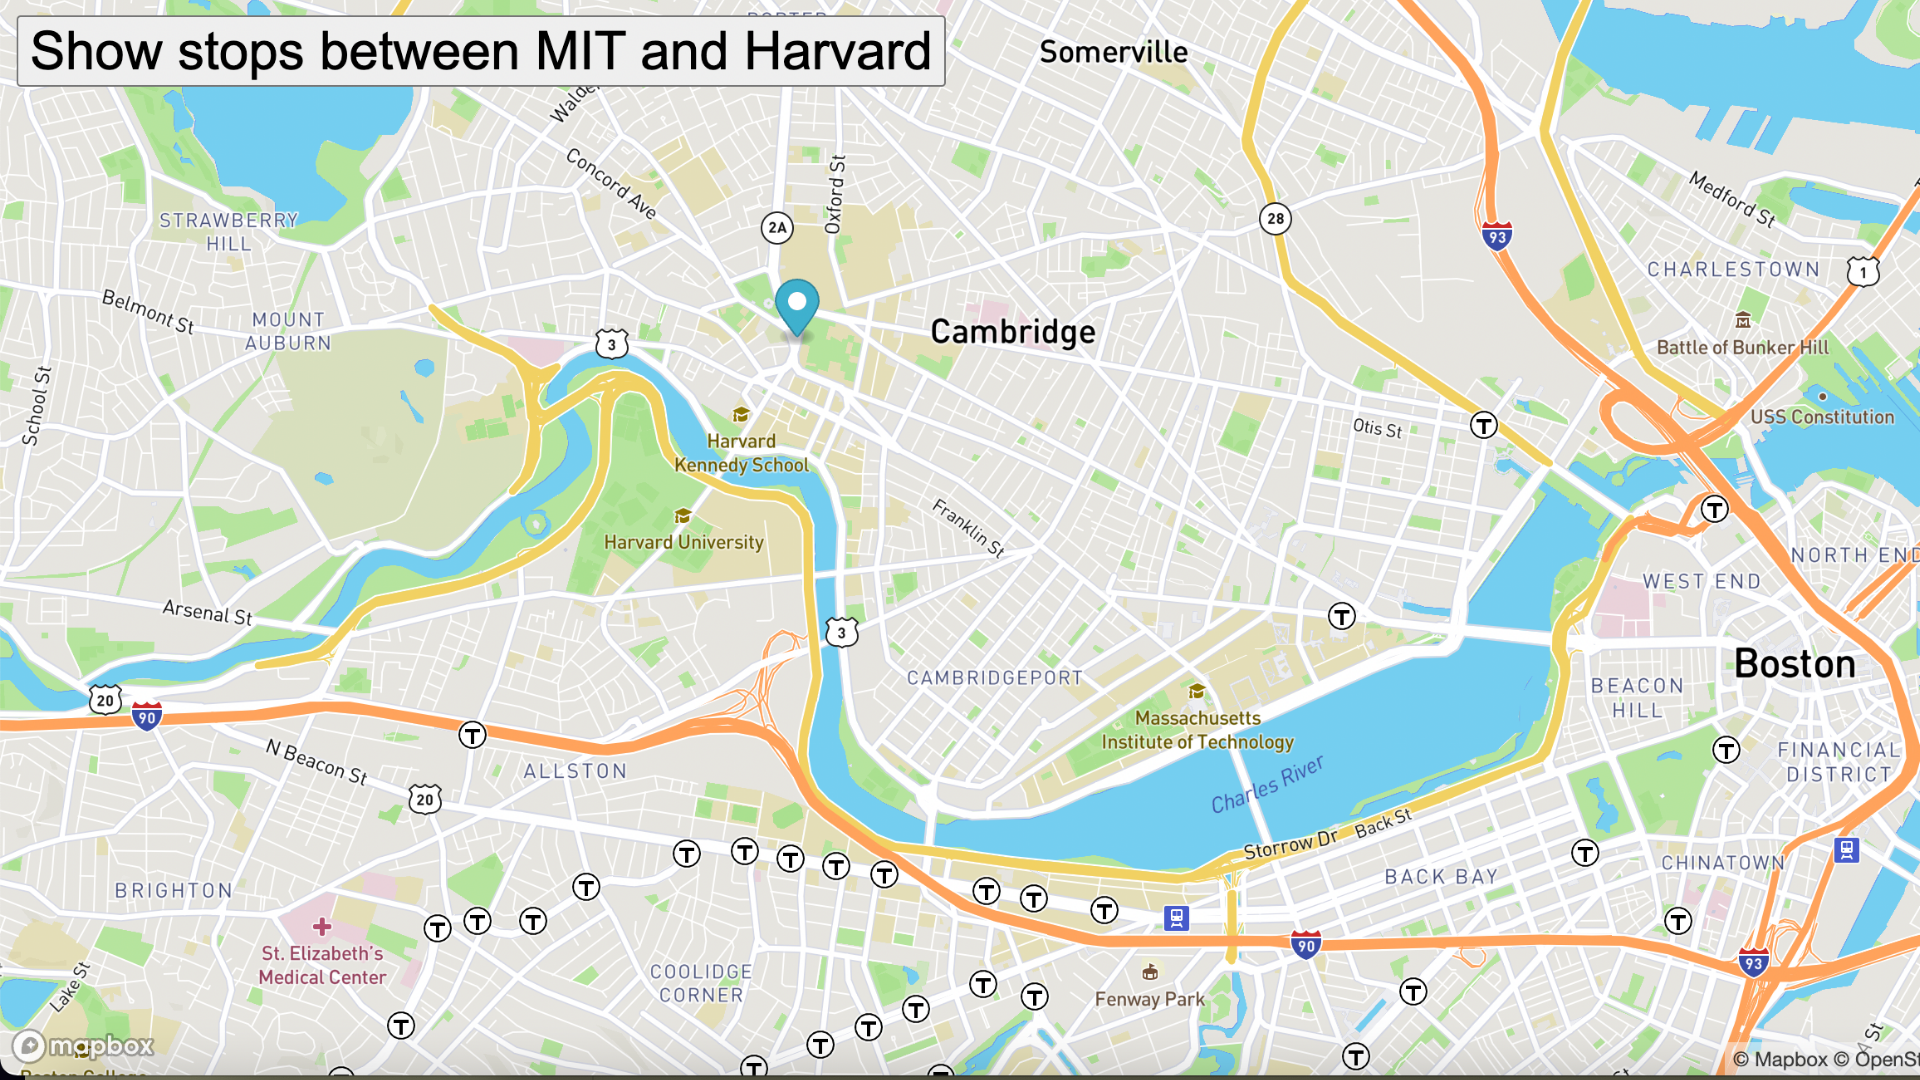 Show stops between MIT and Harvard
Somerville
Walde
Concord Ave
Oxford St
2A
28
93
Medford St
STRAWBERRY
HILL
CHARLESTOWN
1
Belmont St
MOUNT
AUBURN
3
Cambridge
Battle of Bunker Hill
School St
USS Constitution
Otis St
T
Harvard
Kennedy School
Franklin St
T
Harvard University
NORTH END
WEST END
Arsenal St
T
3
Boston
CAMBRIDGEPORT
BEACON
HILL
20
90
Massachusetts
Institute of Technology
T
N Beacon St
ALLSTON
T
FINANCIAL
DISTRICT
Charles River
20
Storrow Dr
Back St
T
T
T
T
T
T
T
CHINATOWN
BACK BAY
BRIGHTON
T
T
T
T
T
T
T
T
90
93
St. Elizabeth's
Medical Center
COOLIDGE
CORNER
Fenway Park
T
T
T
Lake St
T
T
T
T
T
T
mapbox
© Mapbox © OpenSt